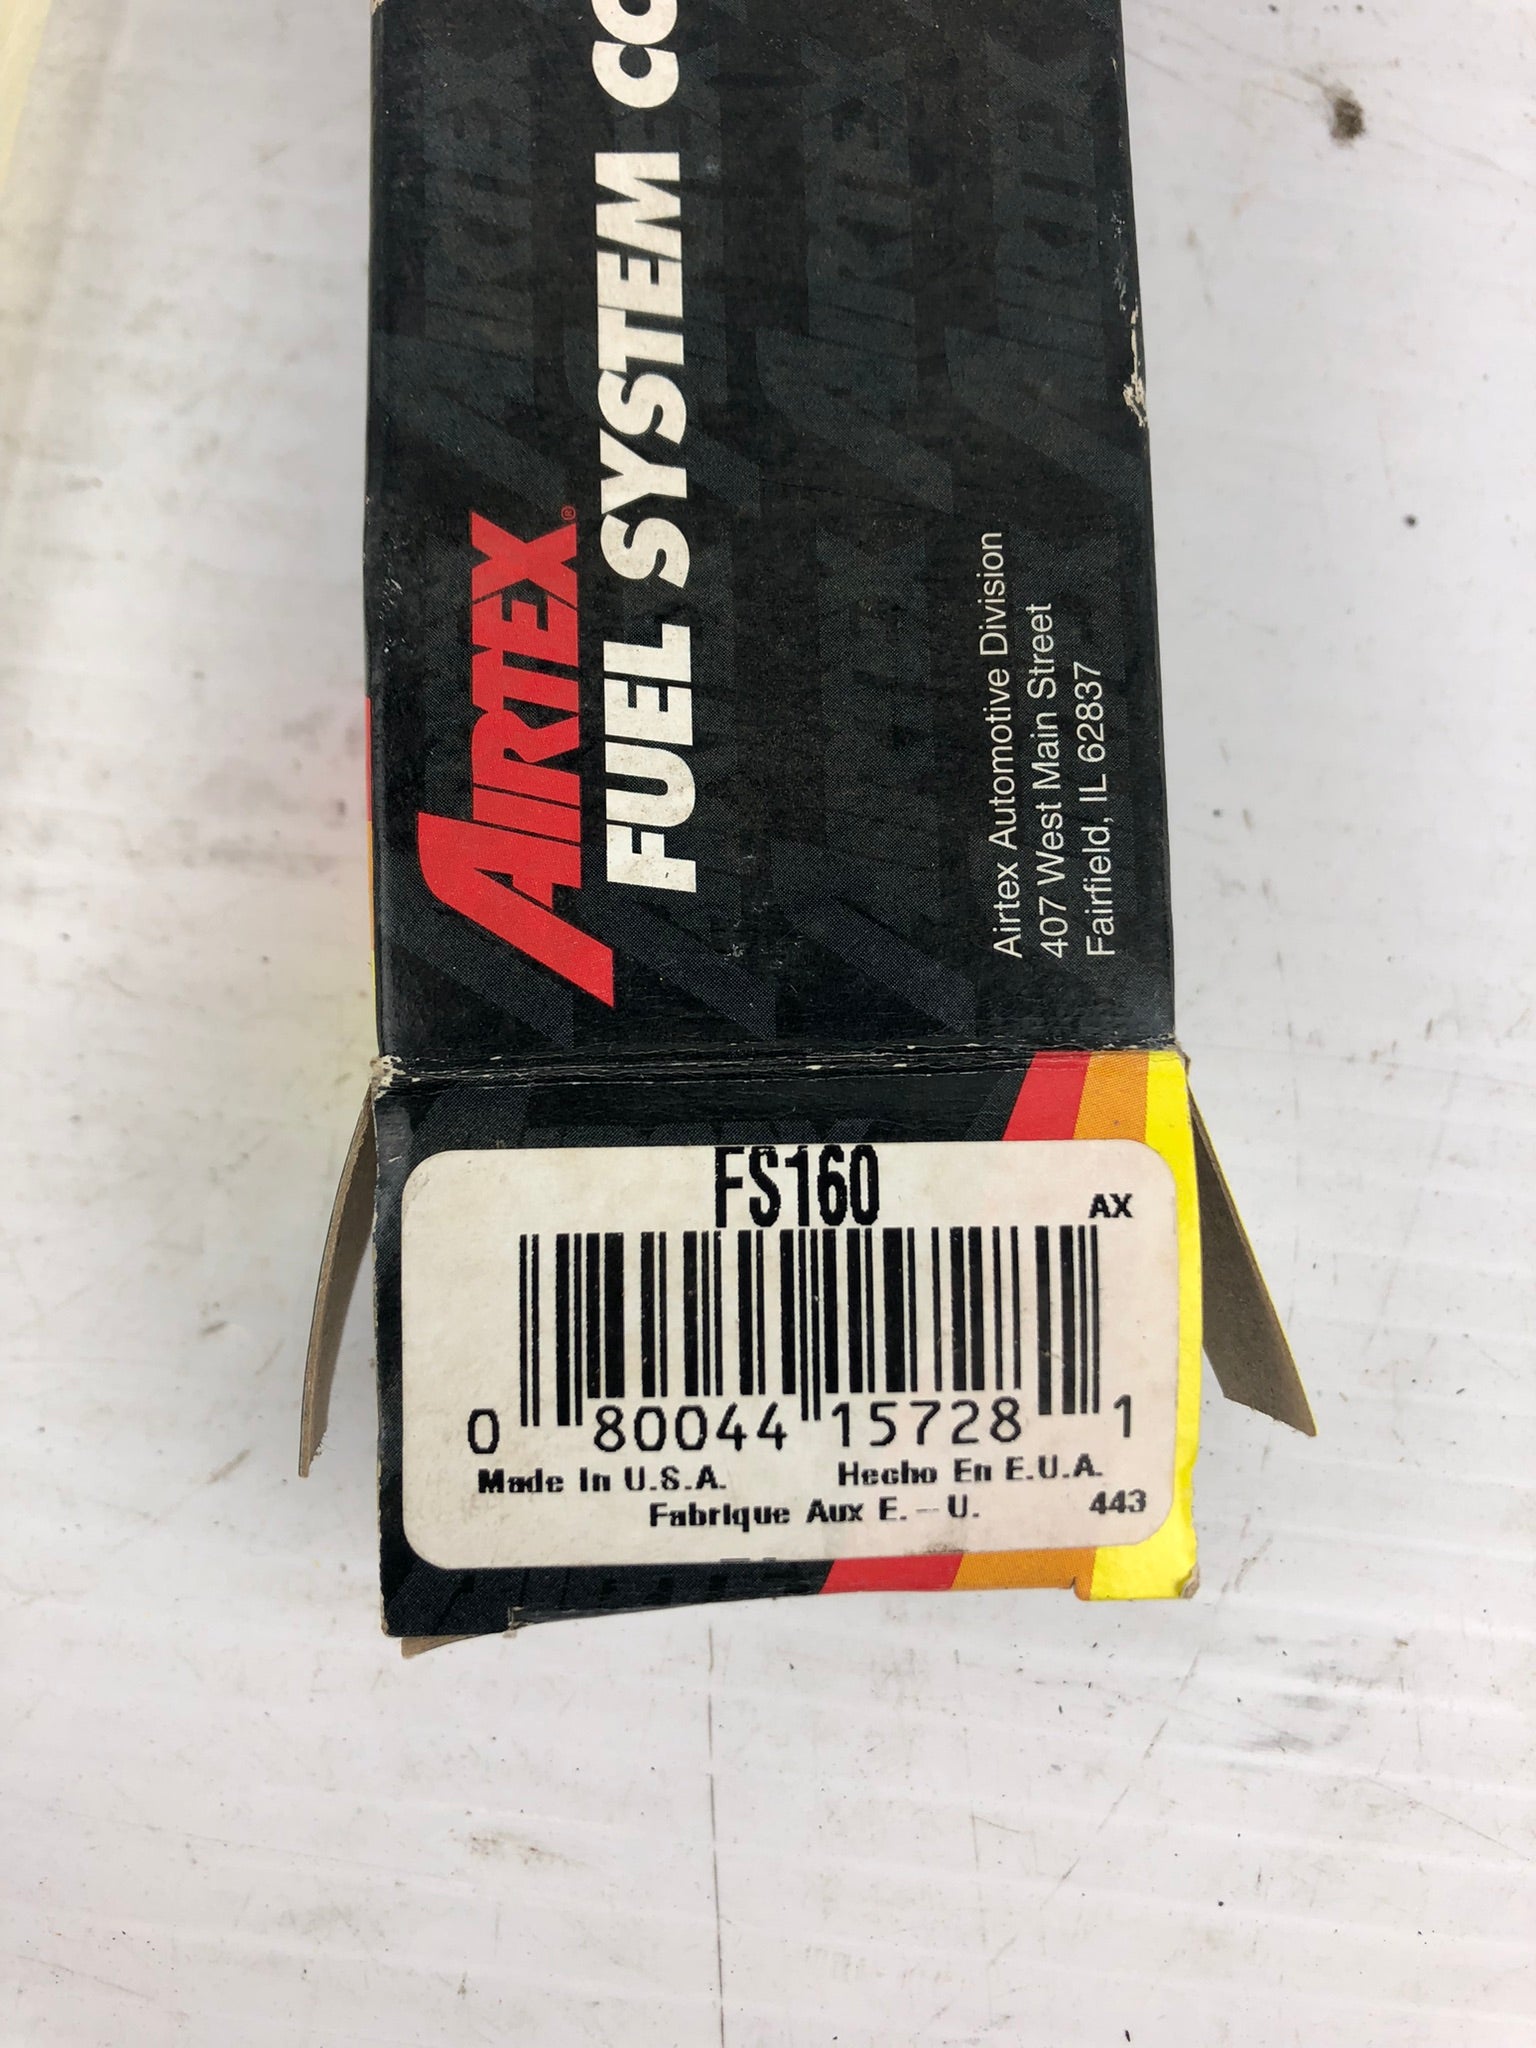 AIRTEX®
FUEL SYSTEM
Airtex Automotive Division
407 West Main Street
Fairfield, IL 62837
FS160
AX
0 80044 15728 1
Made In U.S.A. Hecho En E.U.A.
Fabrique Aux E.-U. 443